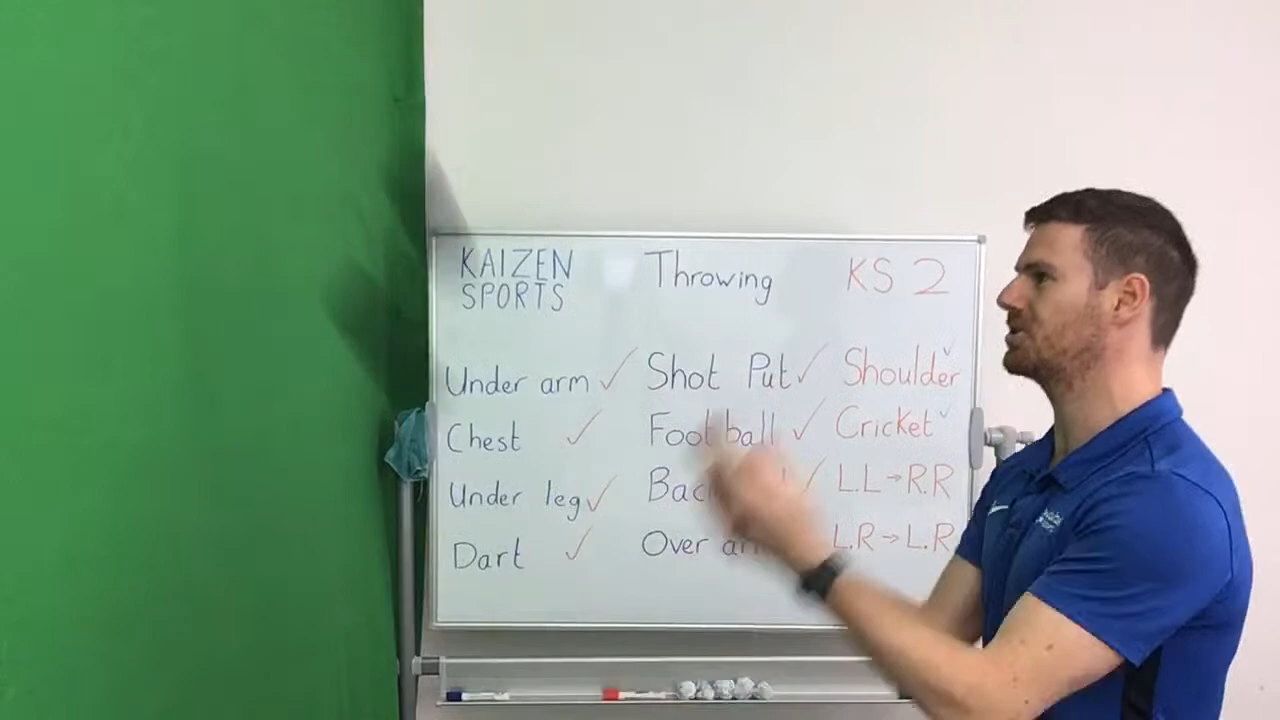 KAIZEN
SPORTS
Throwing
KS 2
Under arm ✓
Chest ✓
Under leg ✓
Dart ✓
Shot Put ✓
Football ✓
Over
Shoulder ✓
Cricket ✓
L.L → R.R
L.R → L.R